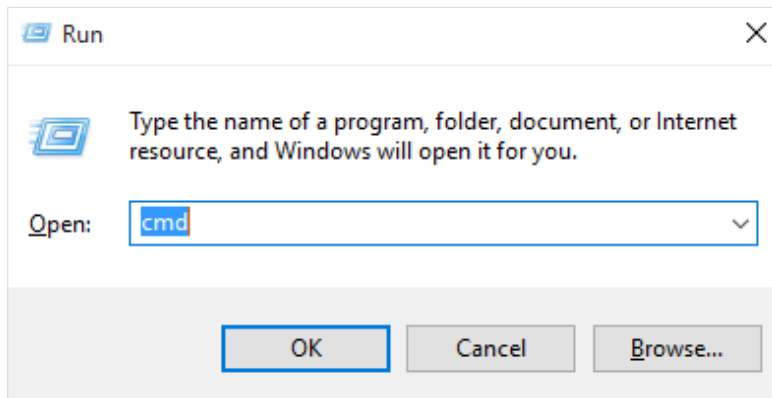 Run
Type the name of a program, folder, document, or Internet
resource, and Windows will open it for you.
Open: cmd
OK Cancel Browse...